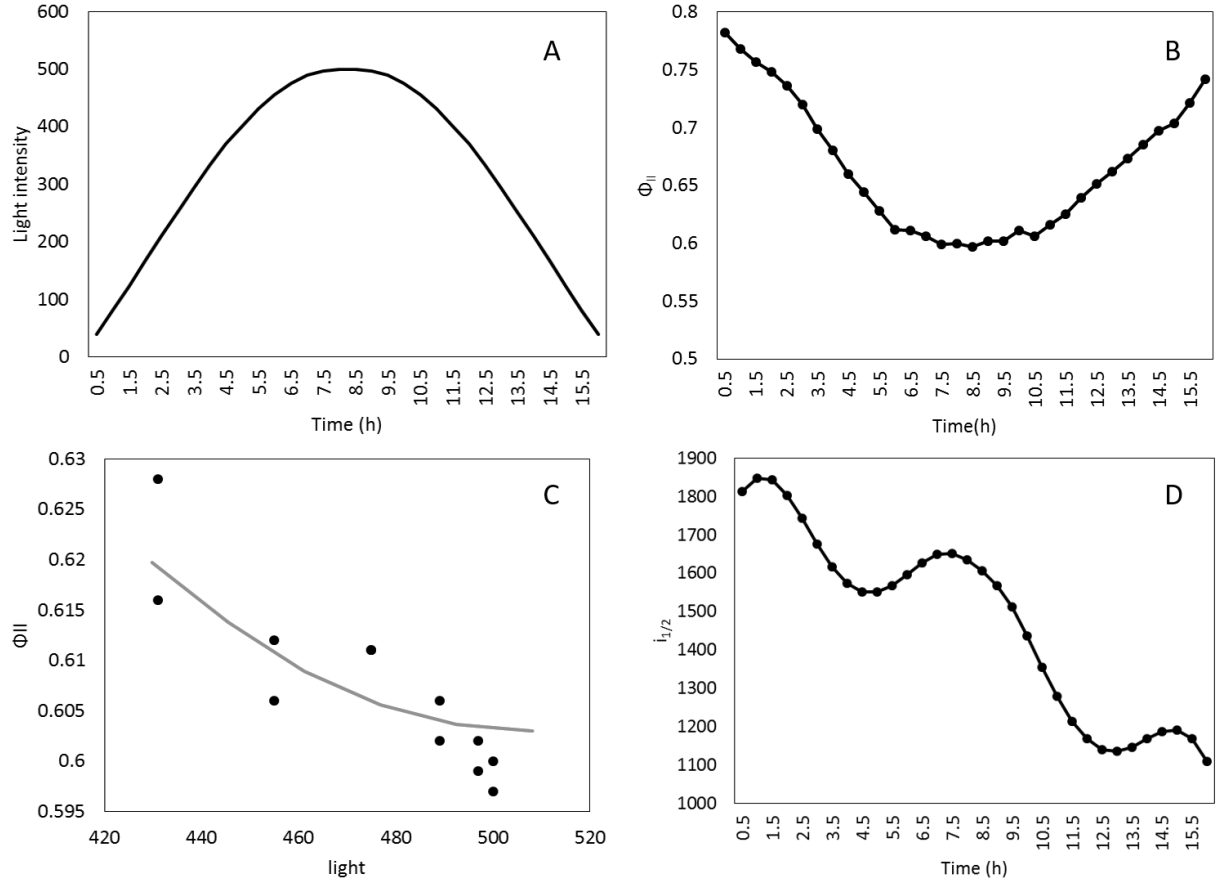 A
Light intensity
600
500
400
300
200
100
0
0.5 1.5 2.5 3.5 4.5 5.5 6.5 7.5 8.5 9.5 10.5 11.5 12.5 13.5 14.5 15.5
Time (h)
B
ΦII
0.8
0.75
0.7
0.65
0.6
0.55
0.5
0.5 1.5 2.5 3.5 4.5 5.5 6.5 7.5 8.5 9.5 10.5 11.5 12.5 13.5 14.5 15.5
Time(h)
C
ΦII
0.63
0.625
0.62
0.615
0.61
0.605
0.6
0.595
420 440 460 480 500 520
light
D
i1/2
1900
1800
1700
1600
1500
1400
1300
1200
1100
1000
0.5 1.5 2.5 3.5 4.5 5.5 6.5 7.5 8.5 9.5 10.5 11.5 12.5 13.5 14.5 15.5
Time (h)